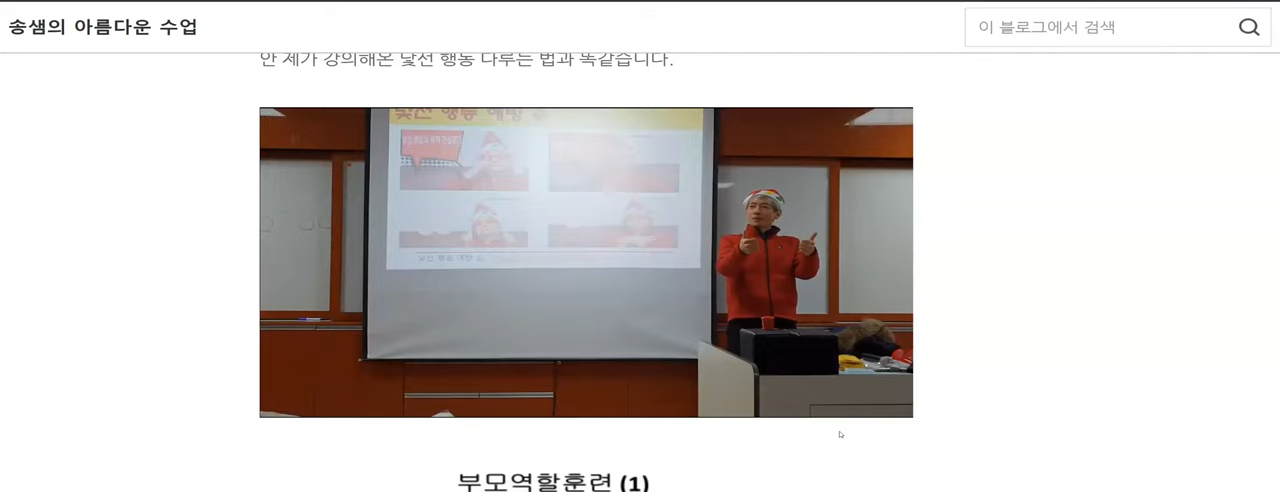 송샘의 아름다운 수업
이 블로그에서 검색
안 제가 강의해온 낯선 행동 다루는 법과 똑같습니다.
낯선 행동 예방
부모역할훈련 (1)